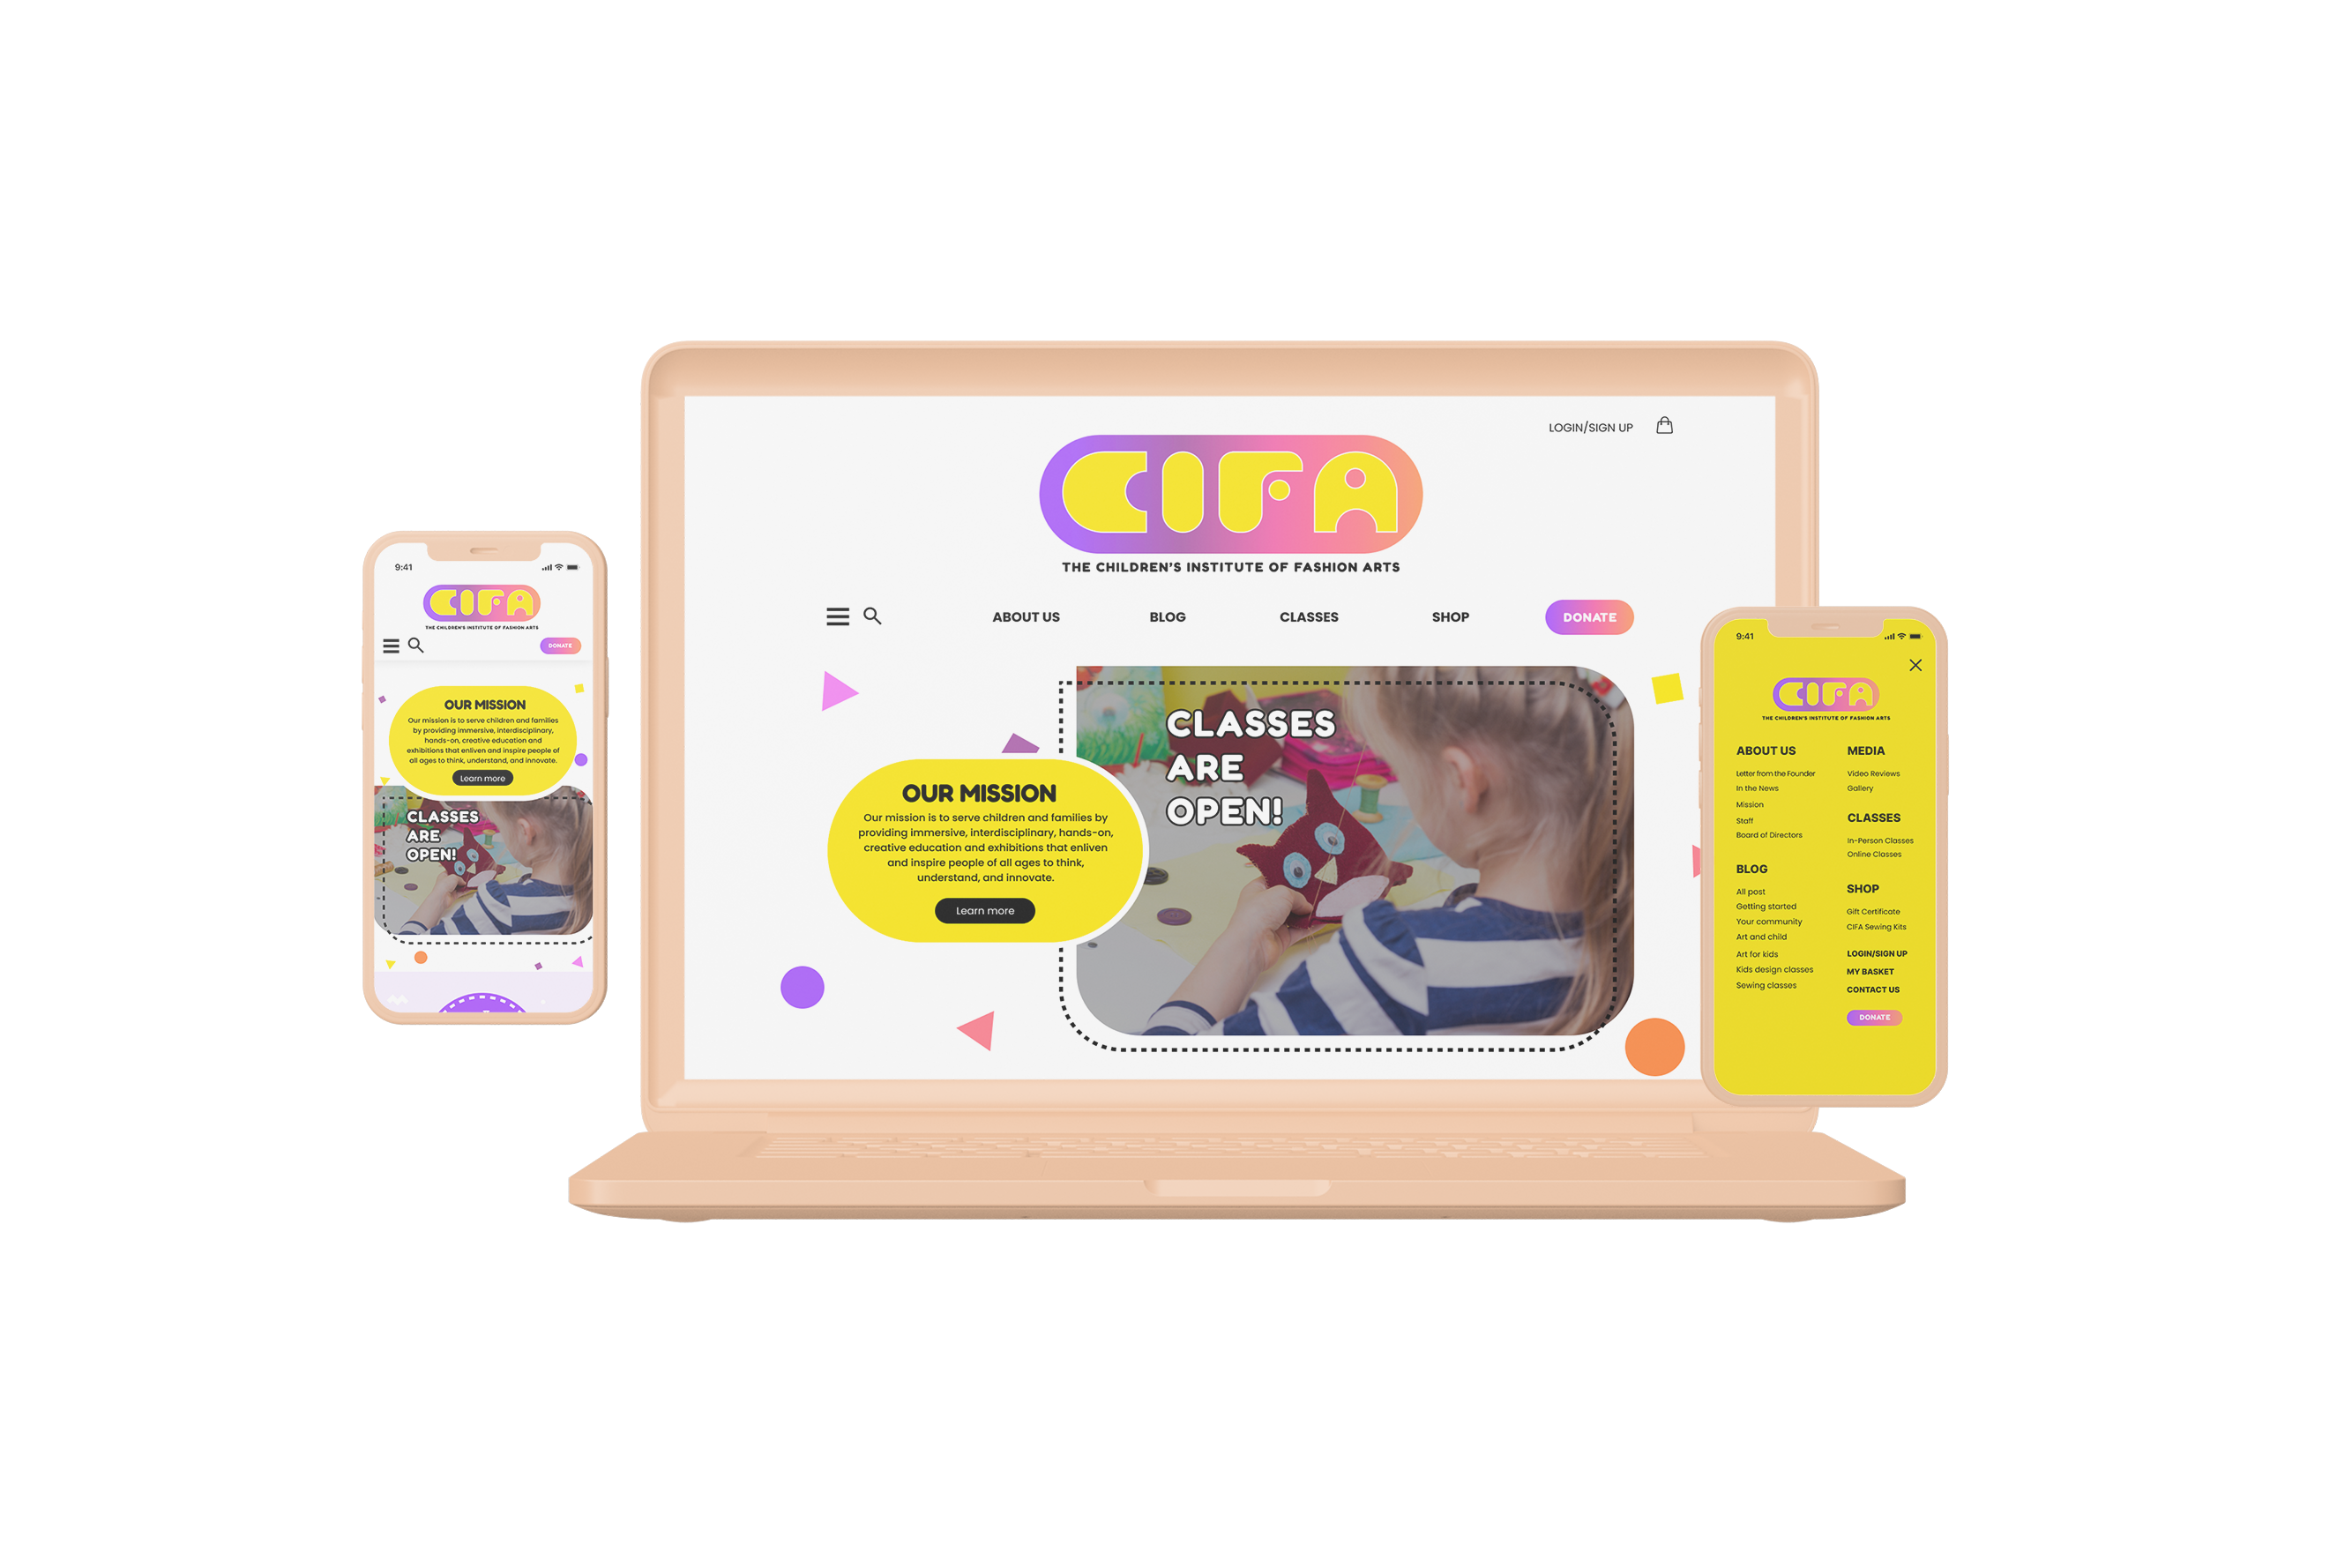 9:41
CIFA
THE CHILDREN'S INSTITUTE OF FASHION ARTS
DONATE
OUR MISSION
Our mission is to serve children and families
by providing immersive, interdisciplinary,
hands-on, creative education and
exhibitions that enliven and inspire people of
all ages to think, understand, and innovate.
Learn more
CLASSES
ARE
OPEN!
LOGIN/SIGN UP
CIFA
THE CHILDREN'S INSTITUTE OF FASHION ARTS
ABOUT US BLOG CLASSES SHOP DONATE
CLASSES
ARE
OPEN!
OUR MISSION
Our mission is to serve children and families by
providing immersive, interdisciplinary, hands-on,
creative education and exhibitions that enliven
and inspire people of all ages to think,
understand, and innovate.
Learn more
9:41
CIFA
THE CHILDREN'S INSTITUTE OF FASHION ARTS
ABOUT US
Letter from the Founder
In the News
Mission
Staff
Board of Directors
BLOG
All post
Getting started
Your community
Art and child
Art for kids
Kids design classes
Sewing classes
MEDIA
Video Reviews
Gallery
CLASSES
In-Person Classes
Online Classes
SHOP
Gift Certificate
CIFA Sewing Kits
LOGIN/SIGN UP
MY BASKET
CONTACT US
DONATE